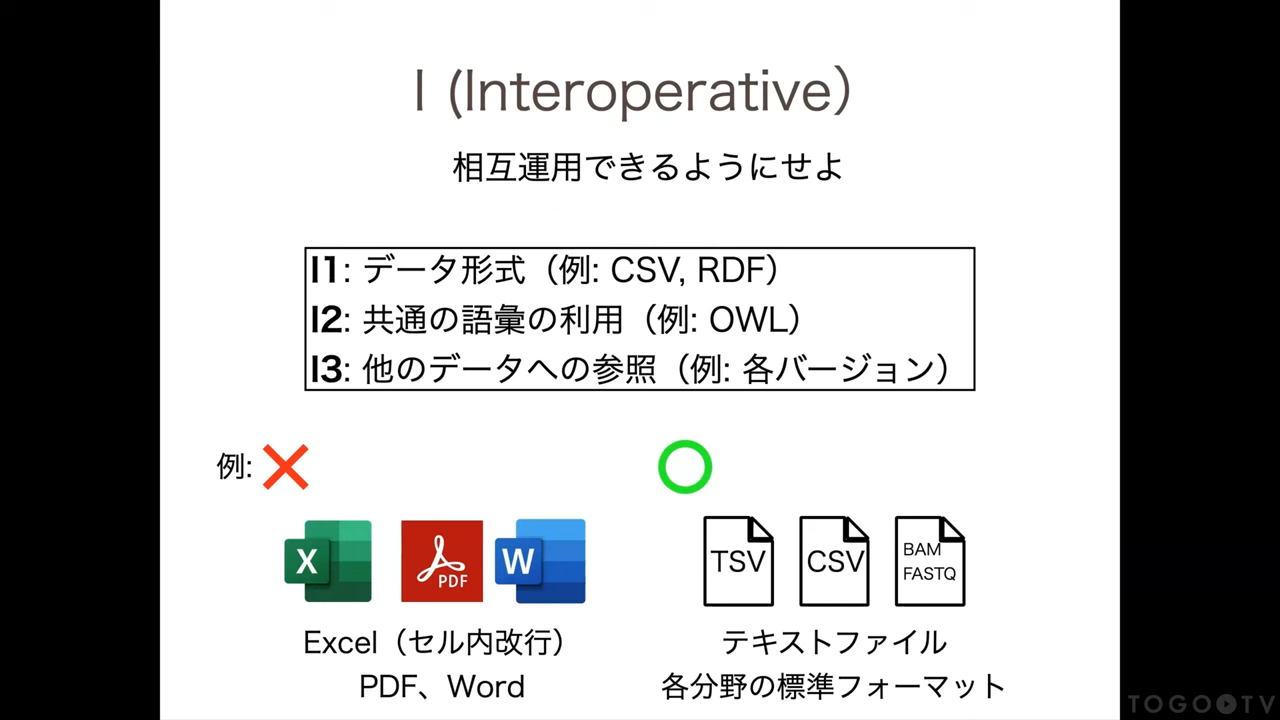 I (Interoperative)
相互運用できるようにせよ
I1: データ形式（例: CSV, RDF）
I2: 共通の語彙の利用（例: OWL）
I3: 他のデータへの参照（例: 各バージョン）
例:
X
PDF
W
TSV
CSV
BAM
FASTQ
Excel（セル内改行）
PDF、Word
テキストファイル
各分野の標準フォーマット
TOGO TV